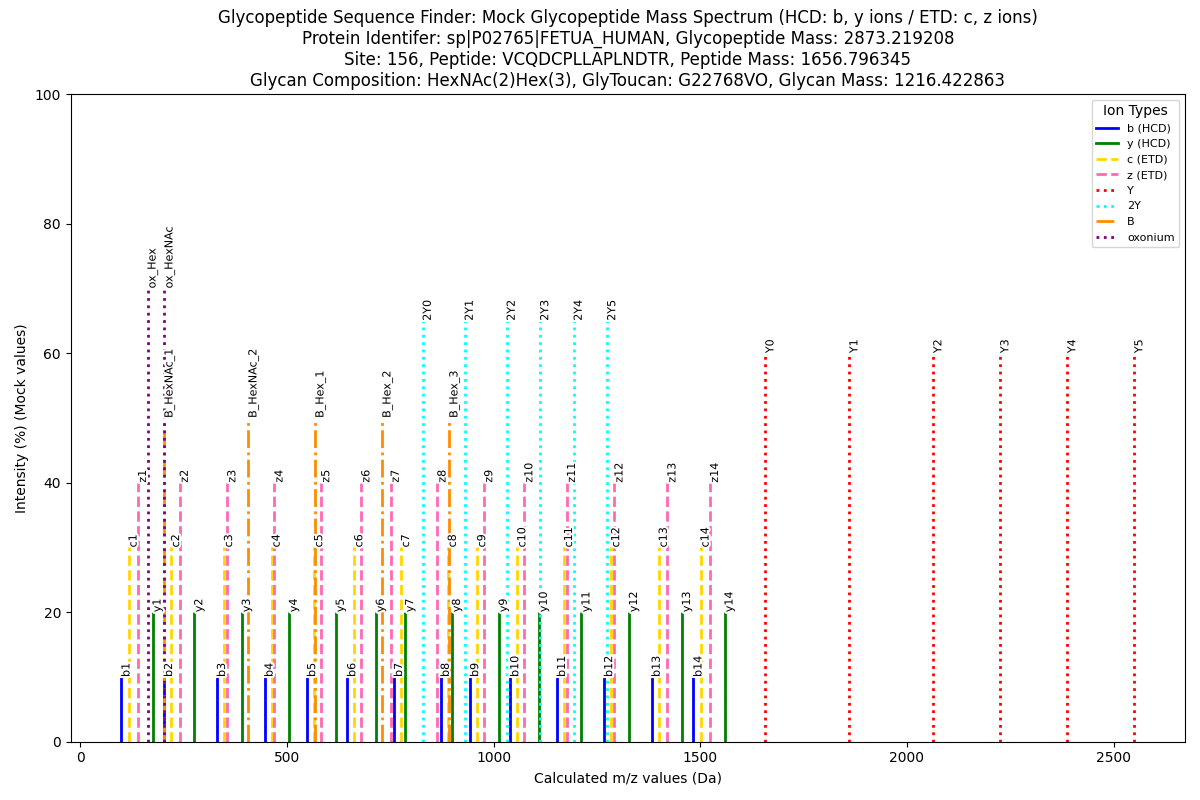 Glycopeptide Sequence Finder: Mock Glycopeptide Mass Spectrum (HCD: b, y ions / ETD: c, z ions)
Protein Identifer: sp|P02765|FETUA_HUMAN, Glycopeptide Mass: 2873.219208
Site: 156, Peptide: VCQDCPLLAPLNDTR, Peptide Mass: 1656.796345
Glycan Composition: HexNAc(2)Hex(3), GlyToucan: G22768VO, Glycan Mass: 1216.422863
Intensity (%) (Mock values)
100
80
60
40
20
0
Ion Types
b (HCD)
y (HCD)
c (ETD)
z (ETD)
Y
2Y
B
oxonium
ox_Hex
ox_HexNAc
B_HexNAc_1
B_HexNAc_2
B_Hex_1
B_Hex_2
B_Hex_3
2Y0
2Y1
2Y2
2Y3
2Y4
2Y5
Y0
Y1
Y2
Y3
Y4
Y5
z1
z2
z3
z4
z5
z6
z7
z8
z9
z10
z11
z12
z13
z14
c1
c2
c3
c4
c5
c6
c7
c8
c9
c10
c11
c12
c13
c14
y1
y2
y3
y4
y5
y6
y7
y8
y9
y10
y11
y12
y13
y14
b1
b2
b3
b4
b5
b6
b7
b8
b9
b10
b11
b12
b13
b14
0
500
1000
1500
2000
2500
Calculated m/z values (Da)